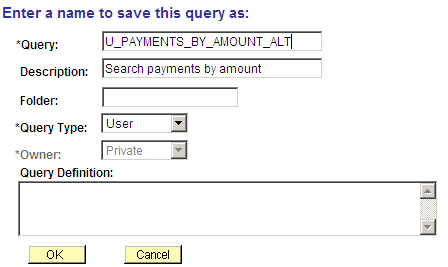 Enter a name to save this query as:
*Query: U_PAYMENTS_BY_AMOUNT_ALT
Description: Search payments by amount
Folder:
*Query Type: User
*Owner: Private
Query Definition:
OK Cancel